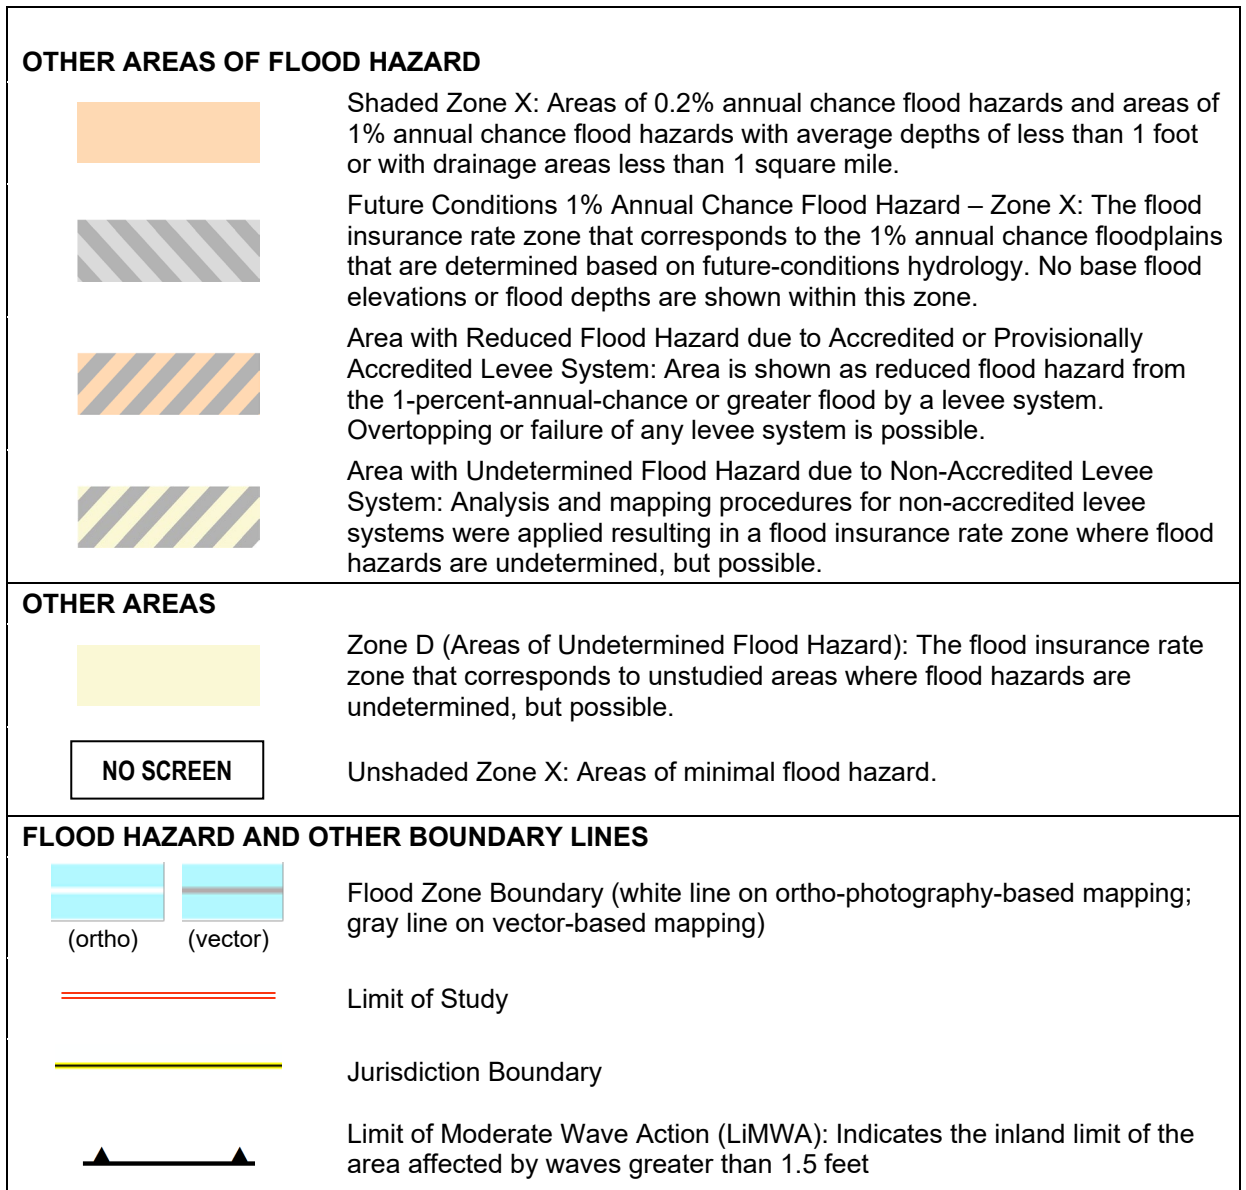 OTHER AREAS OF FLOOD HAZARD
Shaded Zone X: Areas of 0.2% annual chance flood hazards and areas of
1% annual chance flood hazards with average depths of less than 1 foot
or with drainage areas less than 1 square mile.
Future Conditions 1% Annual Chance Flood Hazard – Zone X: The flood
insurance rate zone that corresponds to the 1% annual chance floodplains
that are determined based on future-conditions hydrology. No base flood
elevations or flood depths are shown within this zone.
Area with Reduced Flood Hazard due to Accredited or Provisionally
Accredited Levee System: Area is shown as reduced flood hazard from
the 1-percent-annual-chance or greater flood by a levee system.
Overtopping or failure of any levee system is possible.
Area with Undetermined Flood Hazard due to Non-Accredited Levee
System: Analysis and mapping procedures for non-accredited levee
systems were applied resulting in a flood insurance rate zone where flood
hazards are undetermined, but possible.
OTHER AREAS
Zone D (Areas of Undetermined Flood Hazard): The flood insurance rate
zone that corresponds to unstudied areas where flood hazards are
undetermined, but possible.
NO SCREEN
Unshaded Zone X: Areas of minimal flood hazard.
FLOOD HAZARD AND OTHER BOUNDARY LINES
(ortho)
(vector)
Flood Zone Boundary (white line on ortho-photography-based mapping;
gray line on vector-based mapping)
Limit of Study
Jurisdiction Boundary
Limit of Moderate Wave Action (LiMWA): Indicates the inland limit of the
area affected by waves greater than 1.5 feet